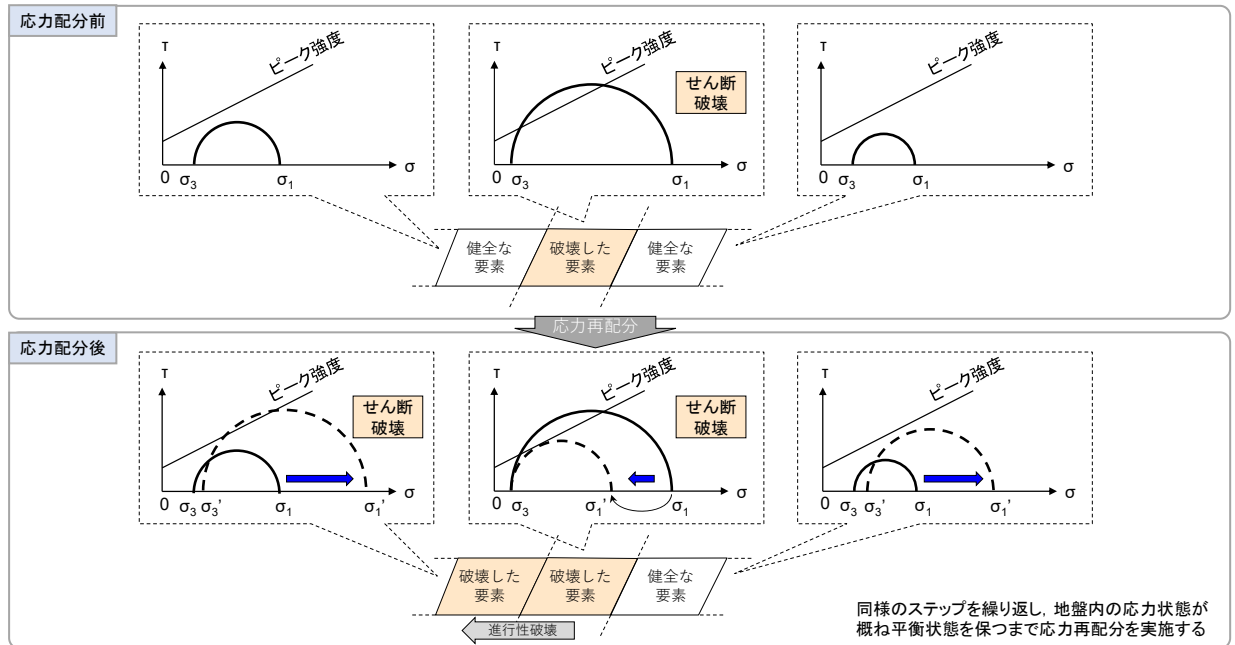 応力配分前
τ
ピーク強度
0
σ3
σ1
σ
τ
ピーク強度
せん断
破壊
0
σ3
σ1
σ
τ
ピーク強度
0
σ3
σ1
σ
健全な
要素
破壊した
要素
健全な
要素
応力再配分
応力配分後
τ
ピーク強度
せん断
破壊
0
σ3
σ3'
σ1
σ1'
σ
τ
ピーク強度
せん断
破壊
0
σ3
σ1'
σ1
σ
τ
ピーク強度
0
σ3
σ3'
σ1
σ1'
σ
破壊した
要素
破壊した
要素
健全な
要素
進行性破壊
同様のステップを繰り返し，地盤内の応力状態が
概ね平衡状態を保つまで応力再配分を実施する